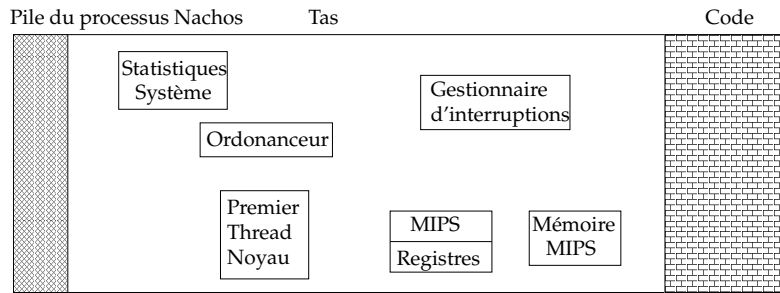 Pile du processus Nachos Tas Code
Statistiques
Système
Gestionnaire
d'interruptions
Ordonanceur
Premier
Thread
Noyau
MIPS
Registres
Mémoire
MIPS